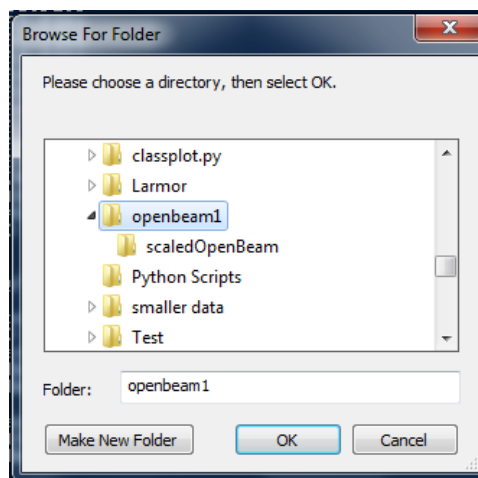 Browse For Folder
Please choose a directory, then select OK.
classplot.py
Larmor
openbeam1
scaledOpenBeam
Python Scripts
smaller data
Test
Folder: openbeam1
Make New Folder OK Cancel